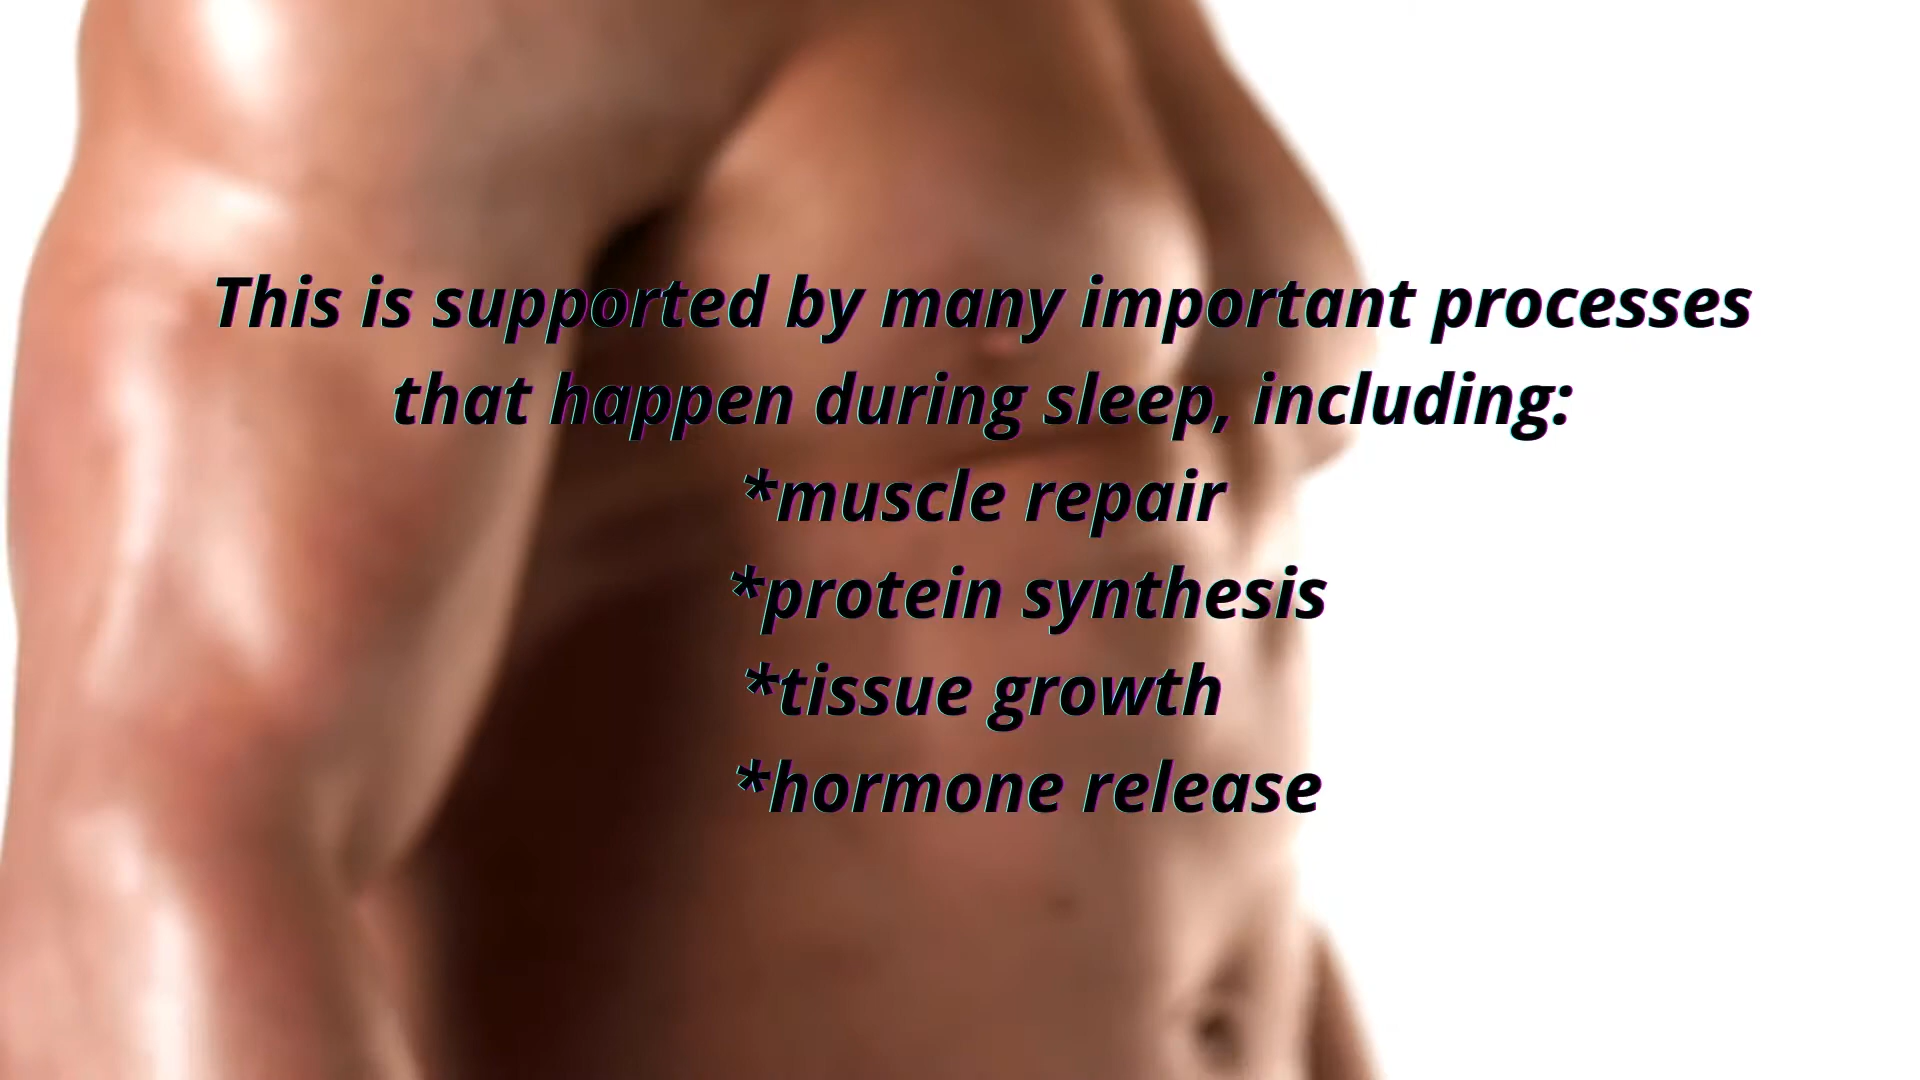 This is supported by many important processes
that happen during sleep, including:
*muscle repair
*protein synthesis
*tissue growth
*hormone release